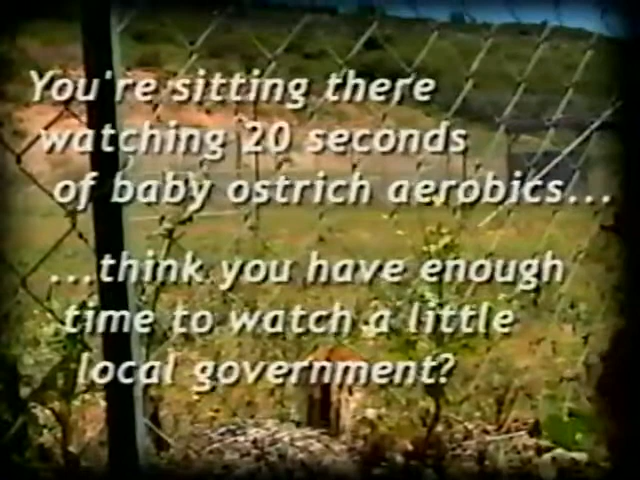 You're sitting there
watching 20 seconds
of baby ostrich aerobics...
...think you have enough
time to watch a little
local government?